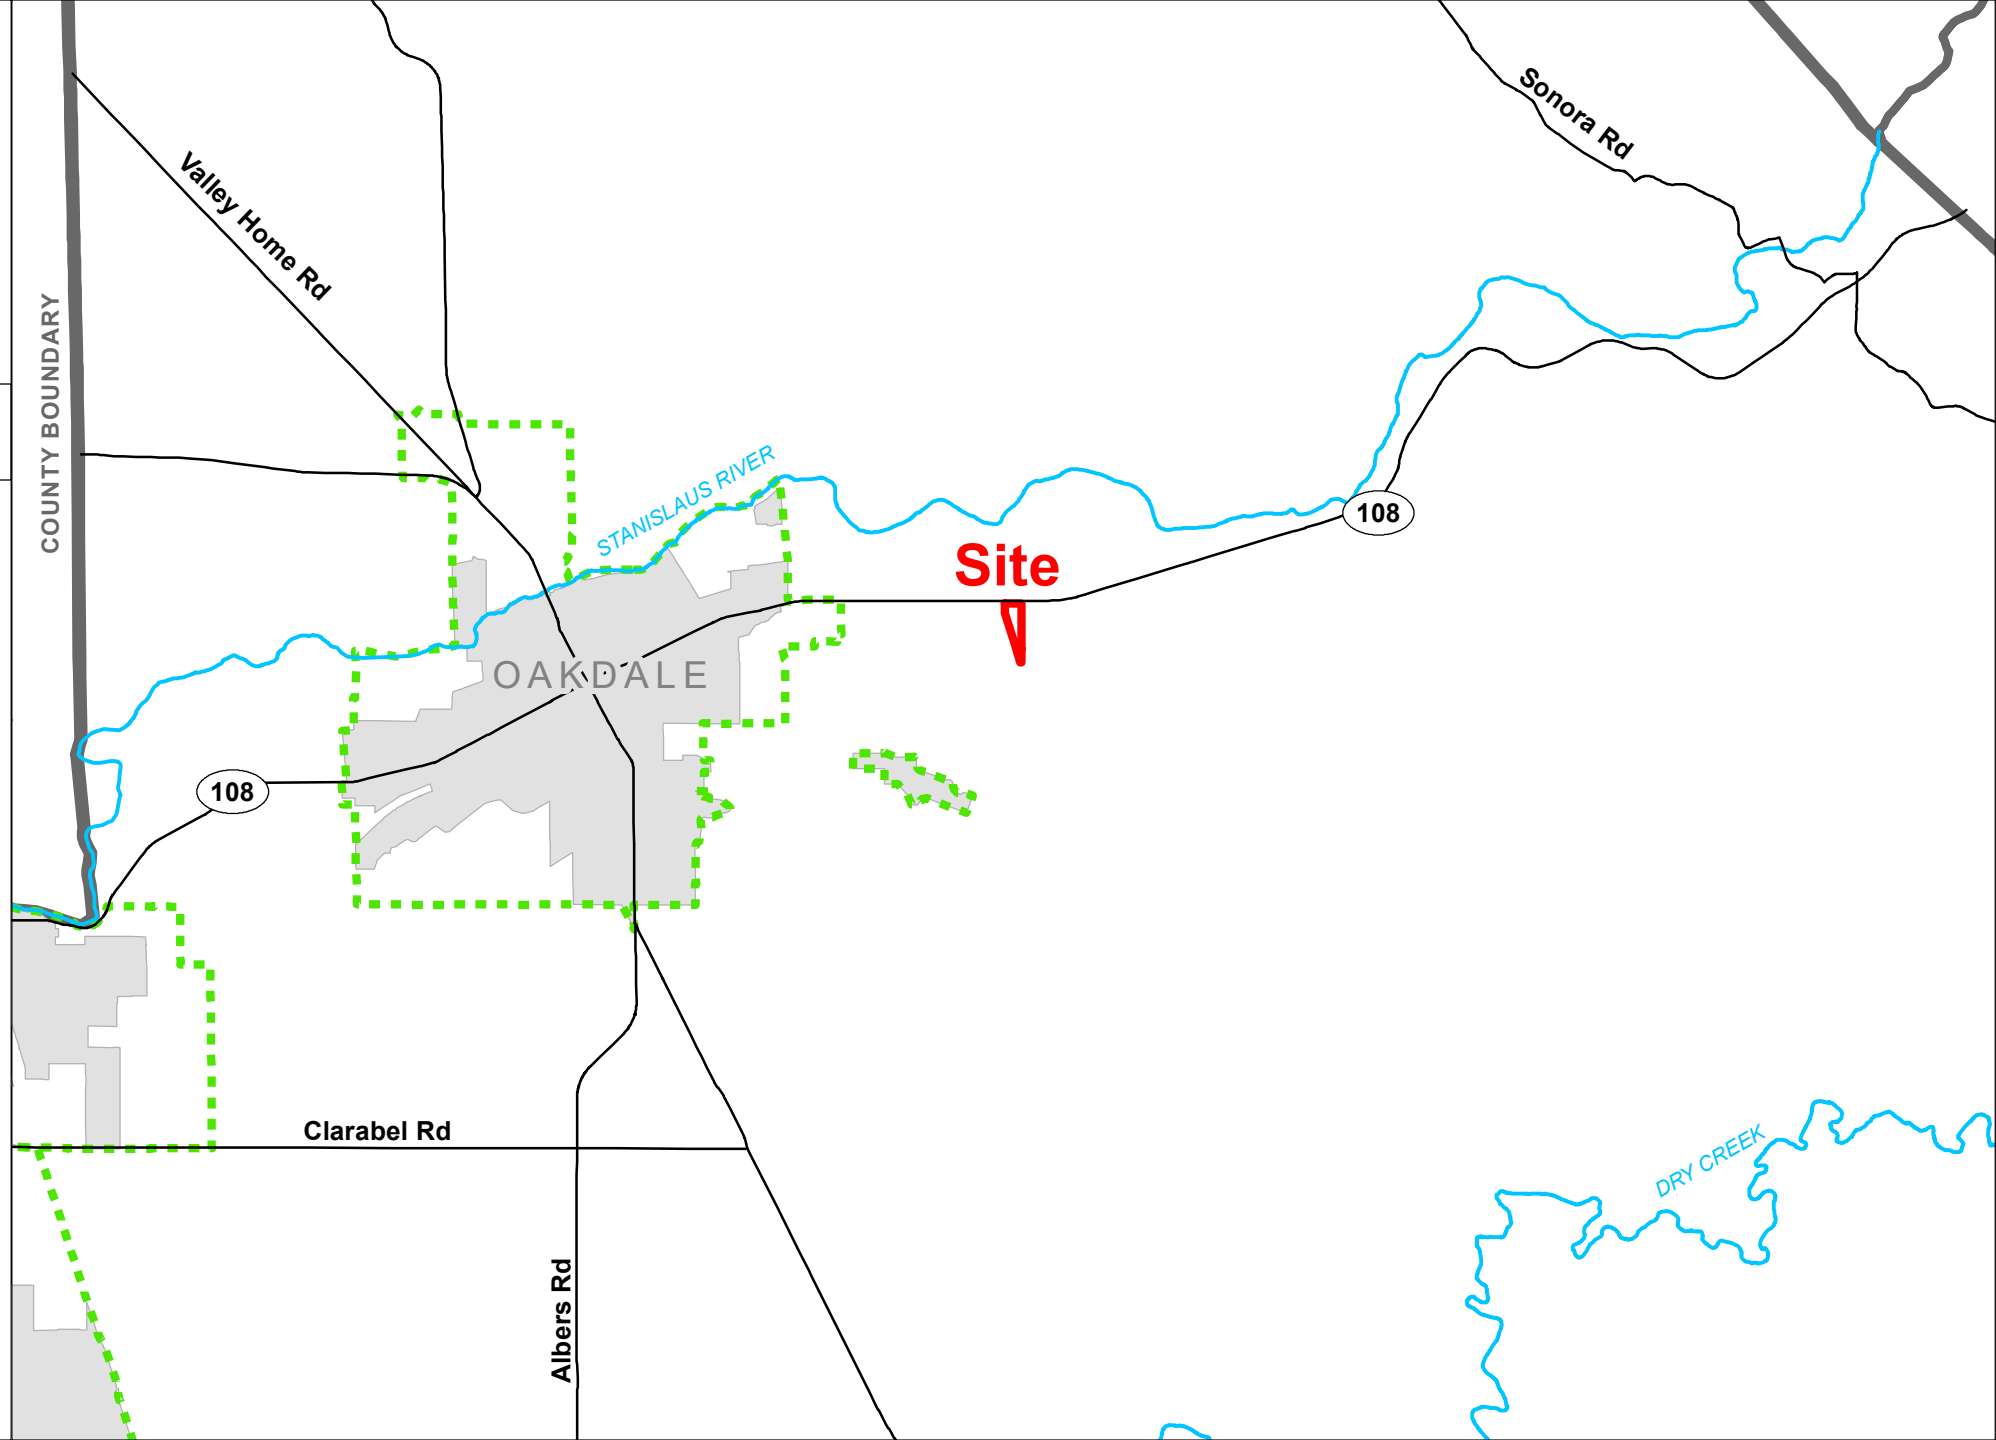 Sonora Rd
Valley Home Rd
COUNTY BOUNDARY
STANISLAUS RIVER
108
Site
OAKDALE
108
Clarabel Rd
DRY CREEK
Albers Rd